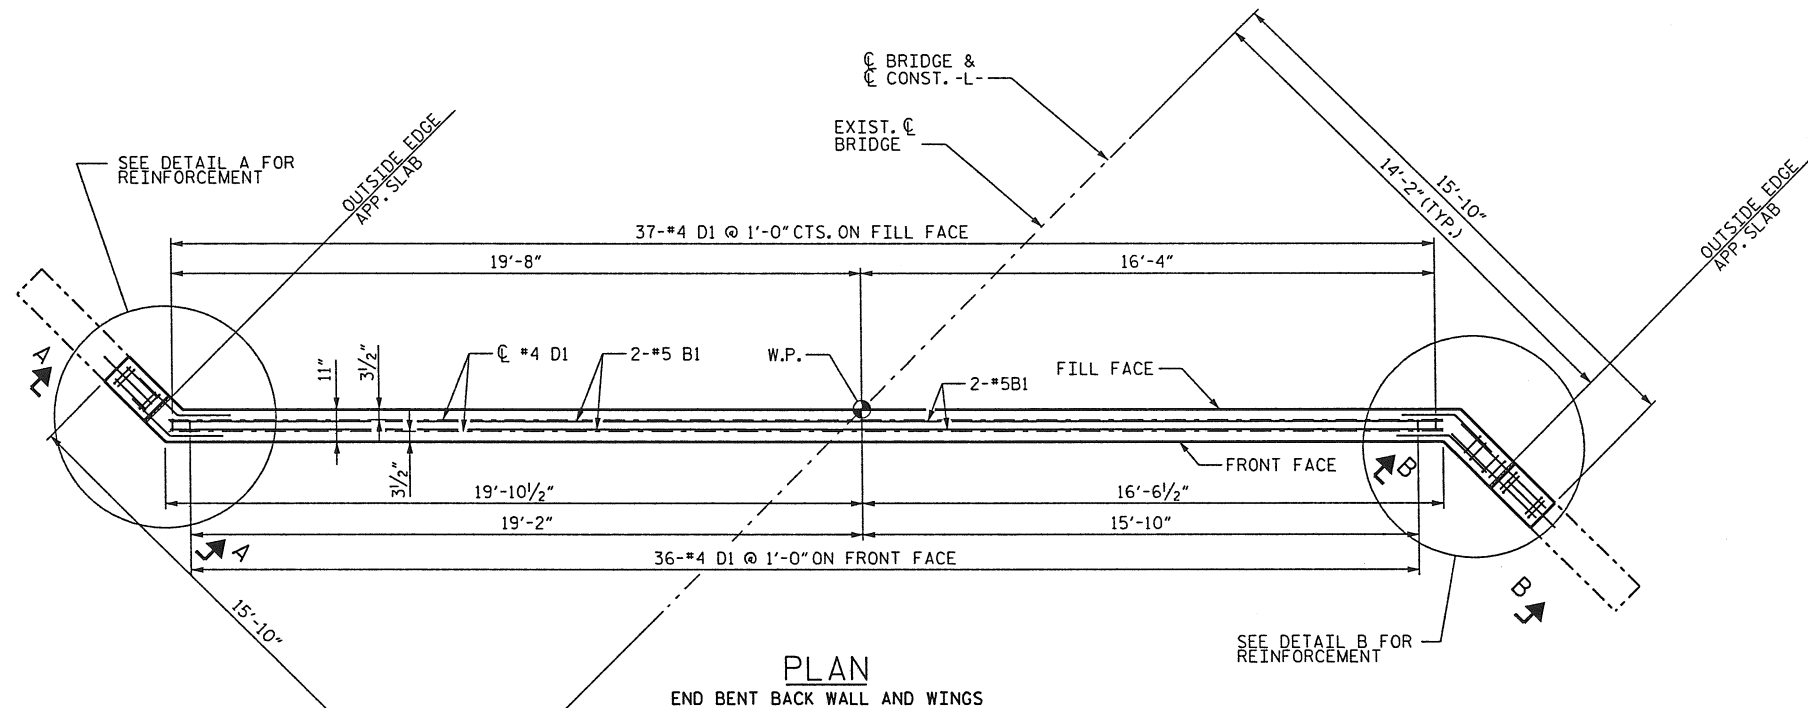 ℄ BRIDGE &
℄ CONST. -L-
EXIST. ℄
BRIDGE
SEE DETAIL A FOR
REINFORCEMENT
OUTSIDE EDGE
APP. SLAB
15'-10"
14'-2" (TYP.)
OUTSIDE EDGE
APP. SLAB
37-#4 D1 @ 1'-0" CTS. ON FILL FACE
19'-8"
16'-4"
A
11"
3½"
℄ #4 D1
2-#5 B1
W.P.
FILL FACE
2-#5B1
3½"
FRONT FACE
B
19'-10½"
16'-6½"
19'-2"
15'-10"
A
36-#4 D1 @ 1'-0" ON FRONT FACE
15'-10"
B
SEE DETAIL B FOR
REINFORCEMENT
PLAN
END BENT BACK WALL AND WINGS